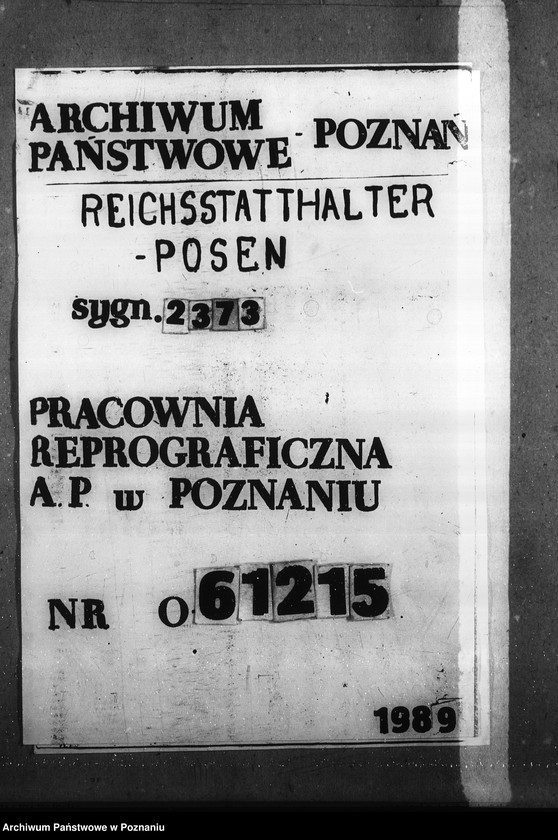 ARCHIWUM
PAŃSTWOWE - POZNAŃ
REICHSSTATTHALTER
-POSEN
sygn. 2373
PRACOWNIA
REPROGRAFICZNA
A.P. w POZNANIU
NR O 61215
1989
Archiwum Państwowe w Poznaniu